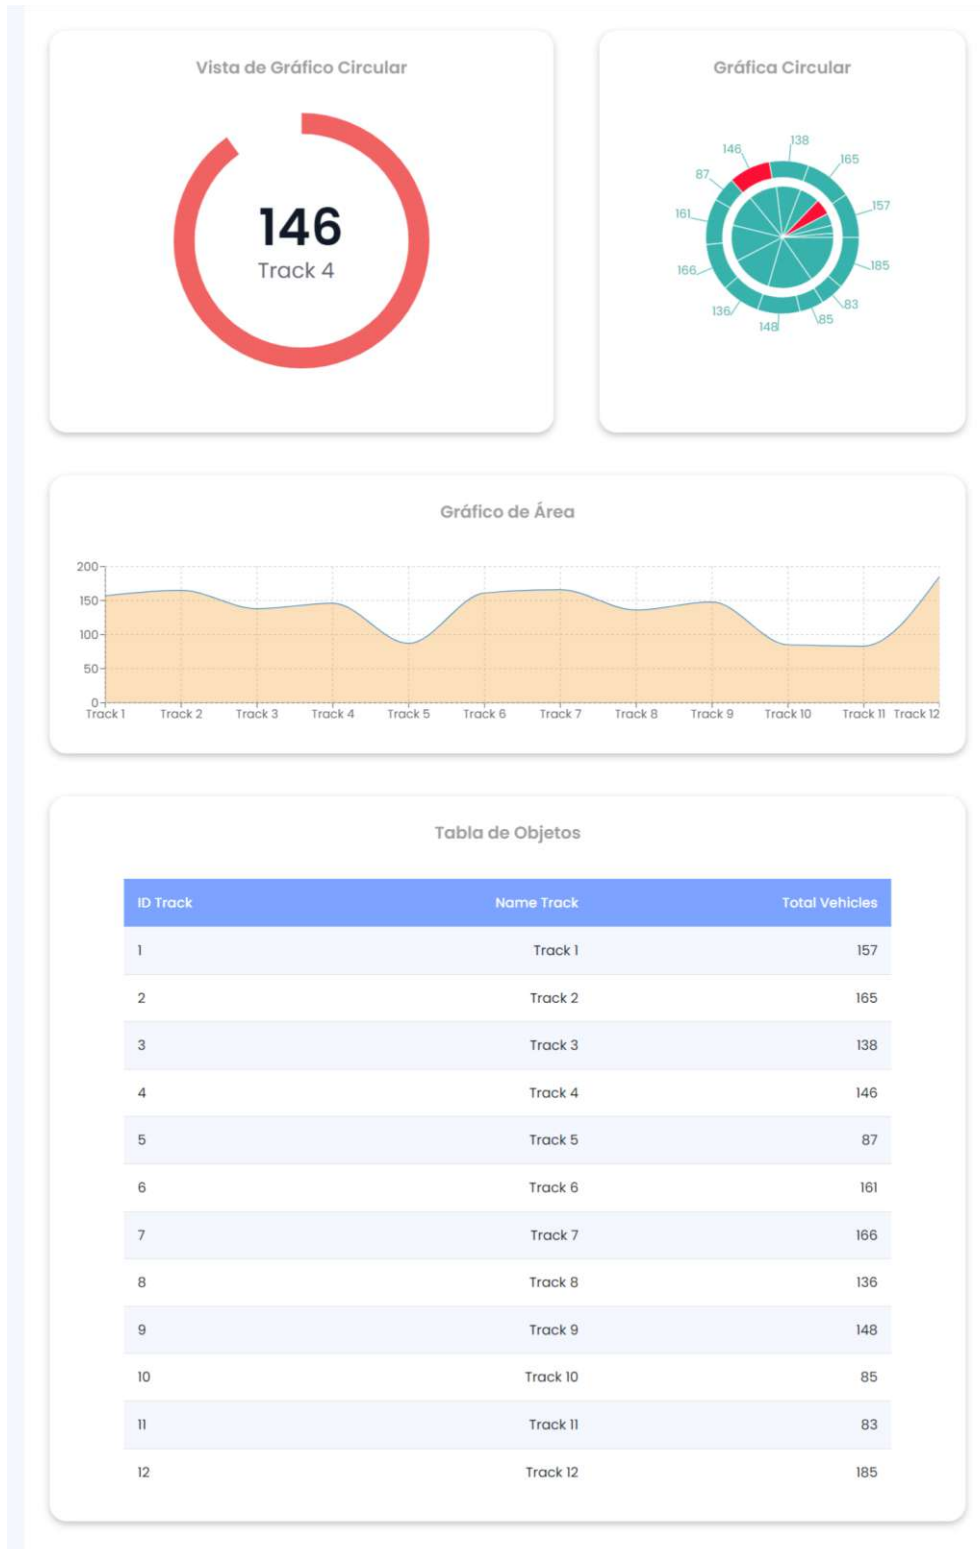 Vista de Gráfico Circular
146
Track 4
Gráfica Circular
138
146
165
87
157
161
185
166
83
136
85
148
Gráfico de Área
200
150
100
50
0
Track 1 Track 2 Track 3 Track 4 Track 5 Track 6 Track 7 Track 8 Track 9 Track 10 Track 11 Track 12
Tabla de Objetos
ID Track Name Track Total Vehicles
1 Track 1 157
2 Track 2 165
3 Track 3 138
4 Track 4 146
5 Track 5 87
6 Track 6 161
7 Track 7 166
8 Track 8 136
9 Track 9 148
10 Track 10 85
11 Track 11 83
12 Track 12 185